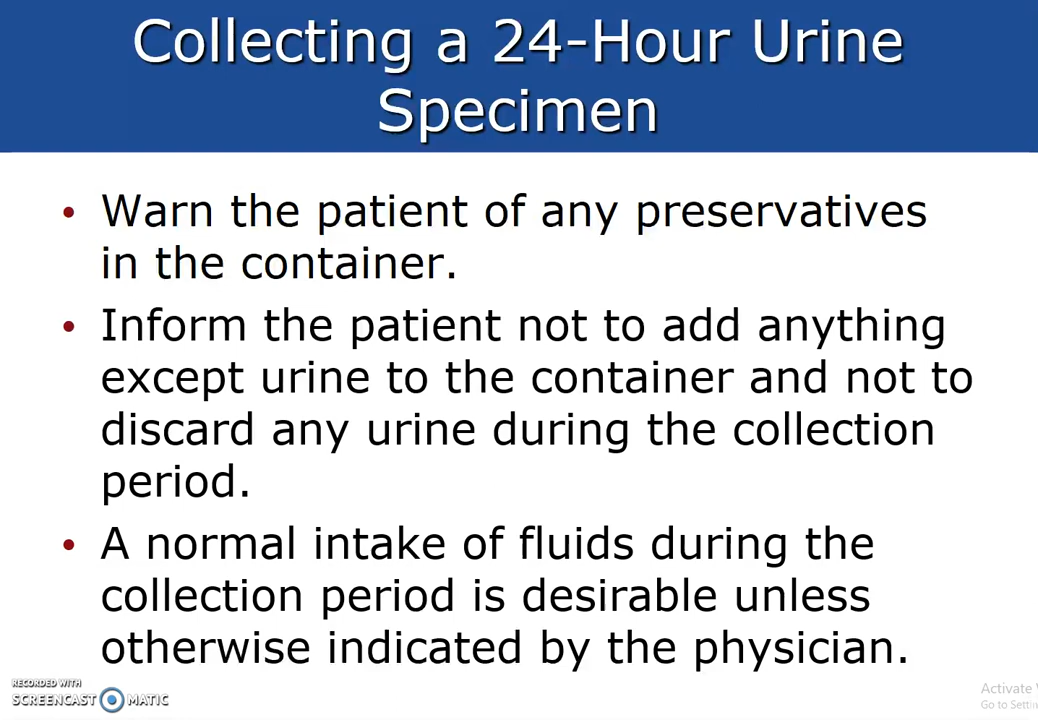 Collecting a 24-Hour Urine
Specimen
• Warn the patient of any preservatives
in the container.
• Inform the patient not to add anything
except urine to the container and not to
discard any urine during the collection
period.
• A normal intake of fluids during the
collection period is desirable unless
otherwise indicated by the physician.
RECORDED WITH
SCREENCAST MATIC
Activate
Go to